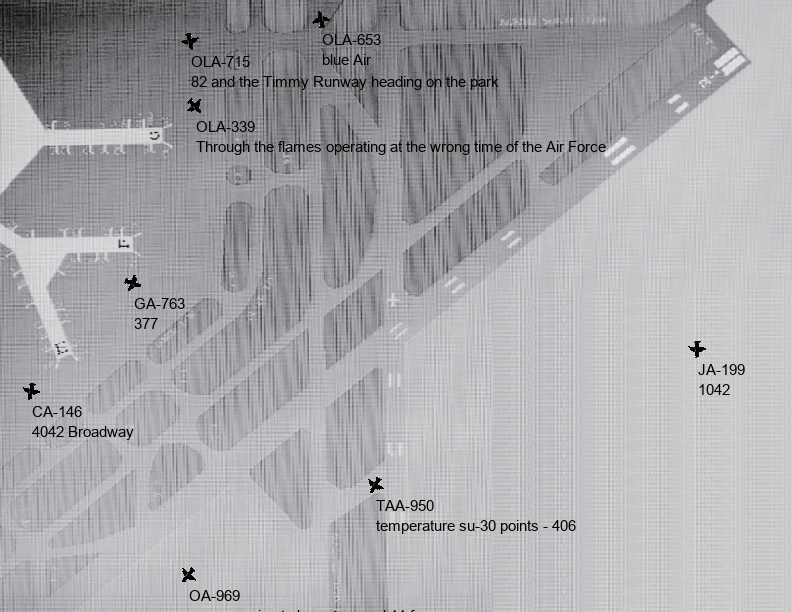 OLA-653
blue Air
OLA-715
82 and the Timmy Runway heading on the park
OLA-339
Through the flames operating at the wrong time of the Air Force
GA-763
377
JA-199
1042
CA-146
4042 Broadway
TAA-950
temperature su-30 points - 406
OA-969